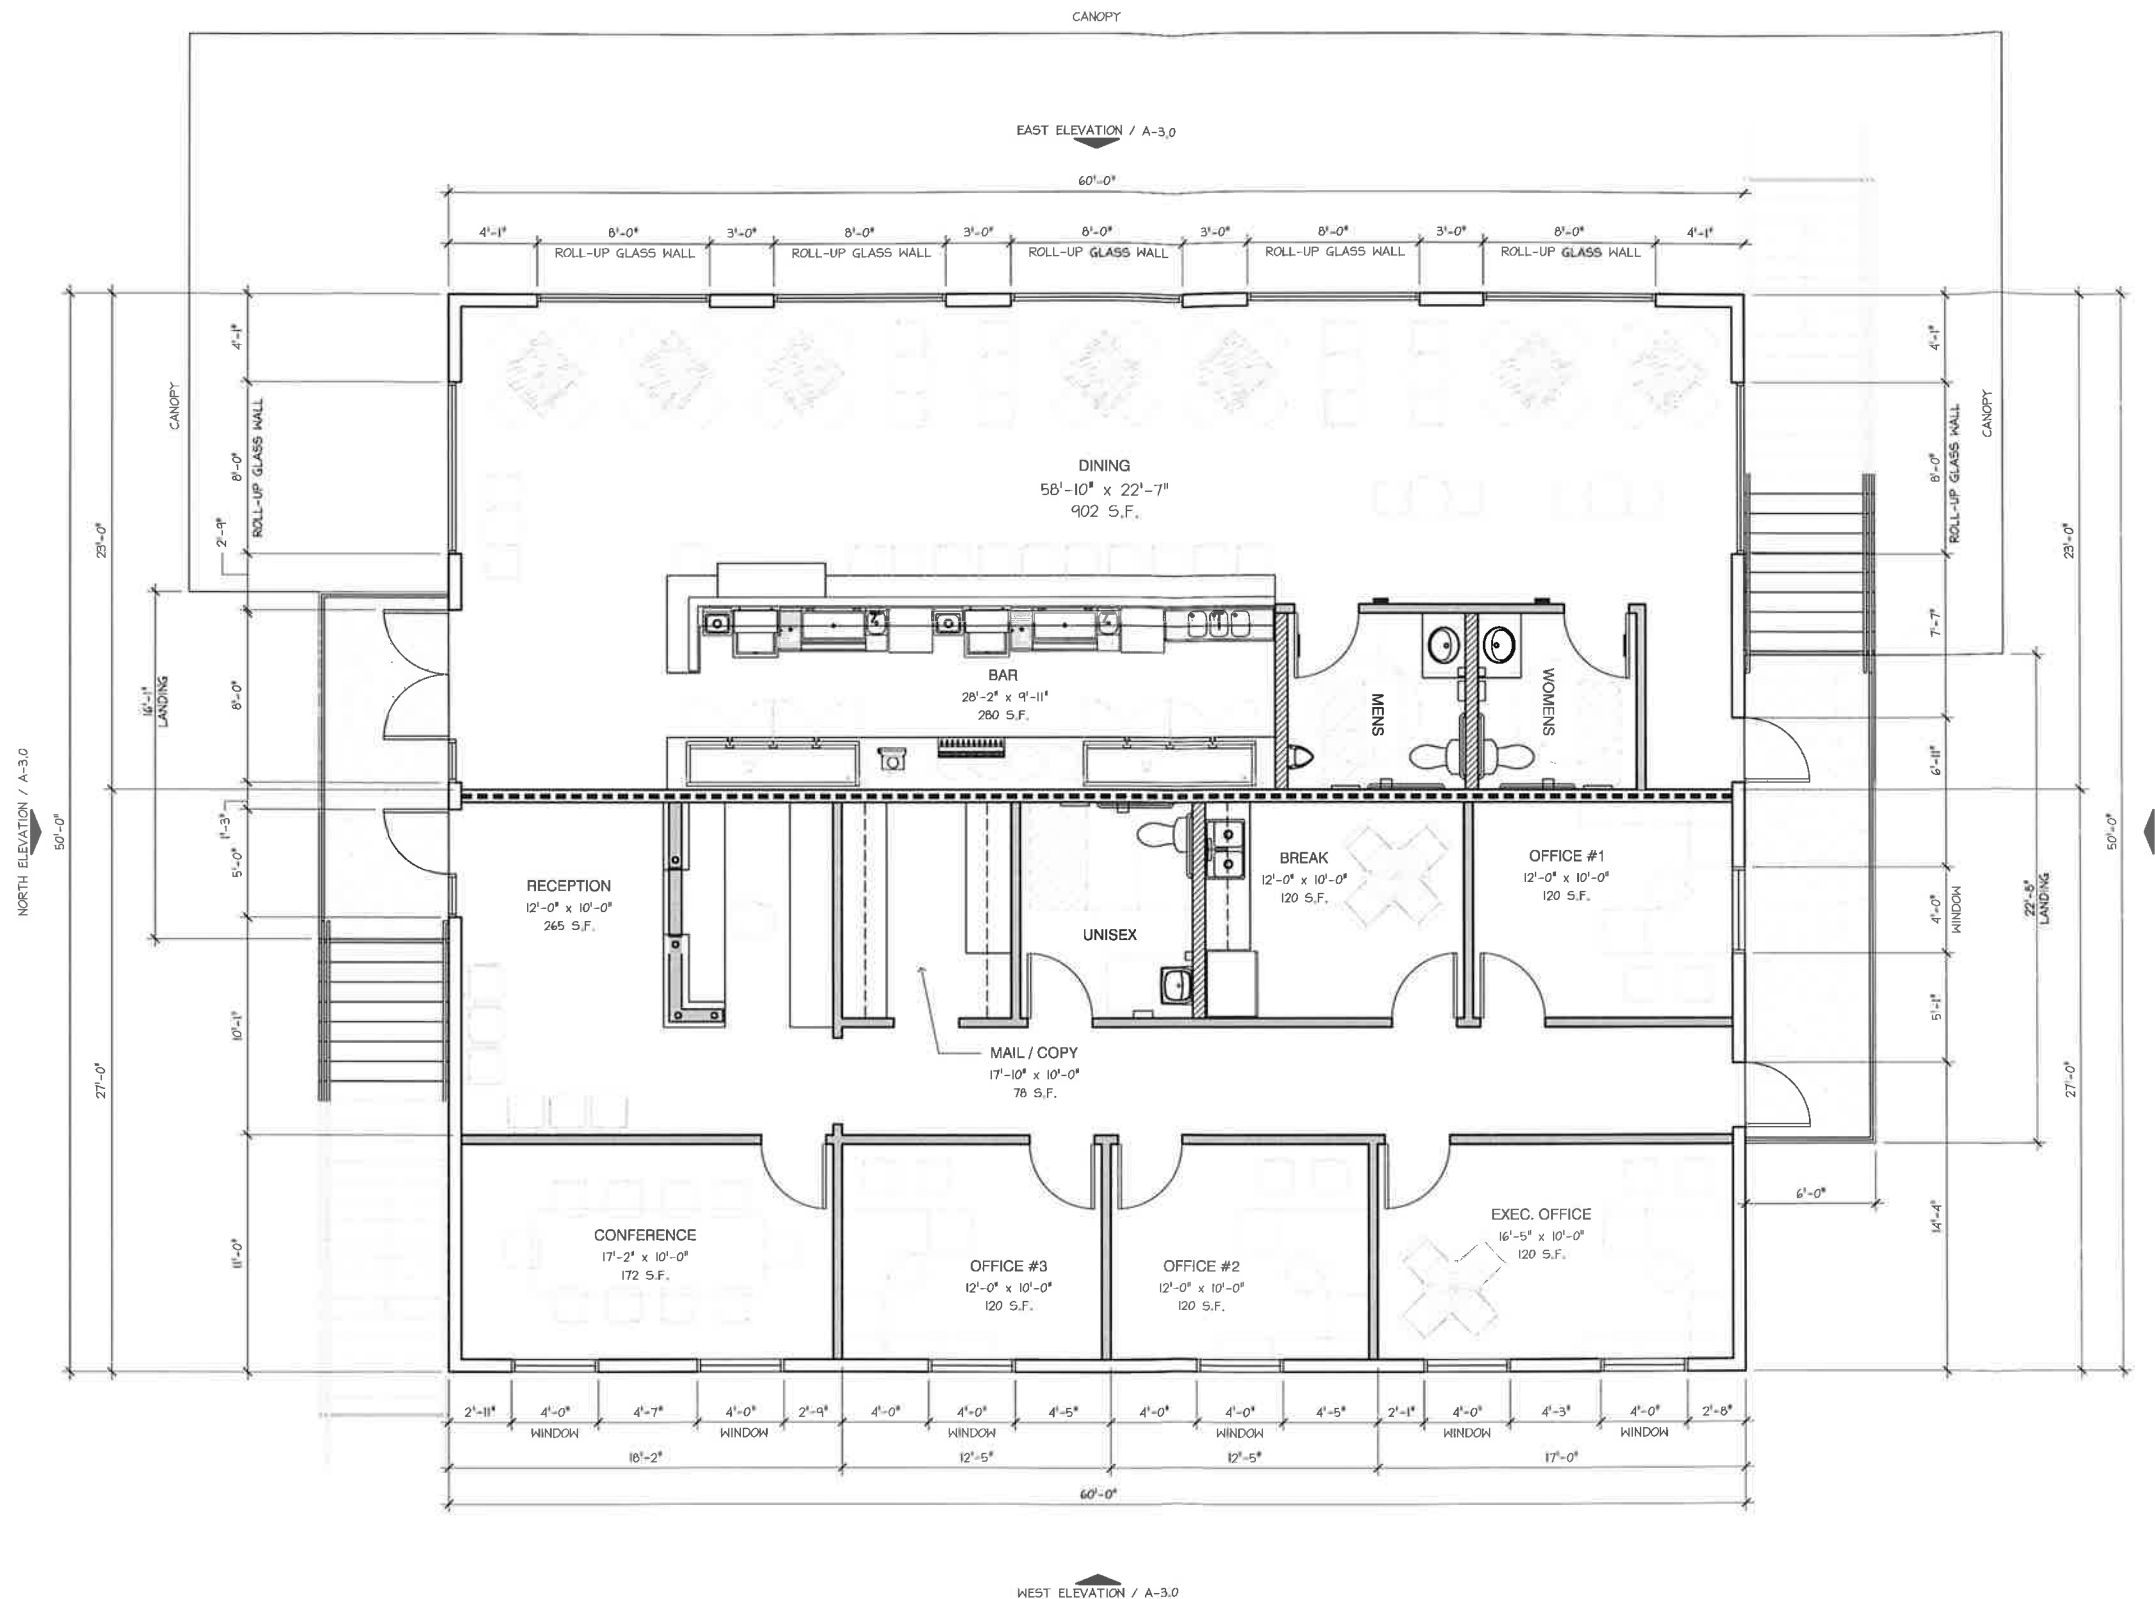 CANOPY
EAST ELEVATION / A-3.0
60'-0"
4'-1"
8'-0"
3'-0"
8'-0"
3'-0"
8'-0"
3'-0"
8'-0"
3'-0"
8'-0"
4'-1"
ROLL-UP GLASS WALL
ROLL-UP GLASS WALL
ROLL-UP GLASS WALL
ROLL-UP GLASS WALL
ROLL-UP GLASS WALL
NORTH ELEVATION / A-3.0
50'-0"
23'-0"
27'-0"
CANOPY
16'-1"
LANDING
4'-1"
8'-0"
ROLL-UP GLASS WALL
2'-9"
8'-0"
1'-3"
5'-0"
10'-1"
11'-0"
DINING
58'-10" x 22'-7"
902 S.F.
BAR
28'-2" x 9'-11"
280 S.F.
MENS
WOMENS
RECEPTION
12'-0" x 10'-0"
265 S.F.
UNISEX
BREAK
12'-0" x 10'-0"
120 S.F.
OFFICE #1
12'-0" x 10'-0"
120 S.F.
MAIL / COPY
17'-10" x 10'-0"
78 S.F.
CONFERENCE
17'-2" x 10'-0"
172 S.F.
OFFICE #3
12'-0" x 10'-0"
120 S.F.
OFFICE #2
12'-0" x 10'-0"
120 S.F.
EXEC. OFFICE
16'-5" x 10'-0"
120 S.F.
4'-1"
8'-0"
ROLL-UP GLASS WALL
CANOPY
7'-7"
6'-11"
4'-0"
WINDOW
5'-1"
14'-4"
22'-8"
LANDING
6'-0"
23'-0"
27'-0"
50'-0"
2'-11"
4'-0"
4'-7"
4'-0"
2'-9"
4'-0"
4'-0"
4'-5"
4'-0"
4'-0"
4'-5"
2'-1"
4'-0"
4'-3"
4'-0"
2'-8"
WINDOW
WINDOW
WINDOW
WINDOW
WINDOW
WINDOW
18'-2"
12'-5"
12'-5"
17'-0"
60'-0"
WEST ELEVATION / A-3.0